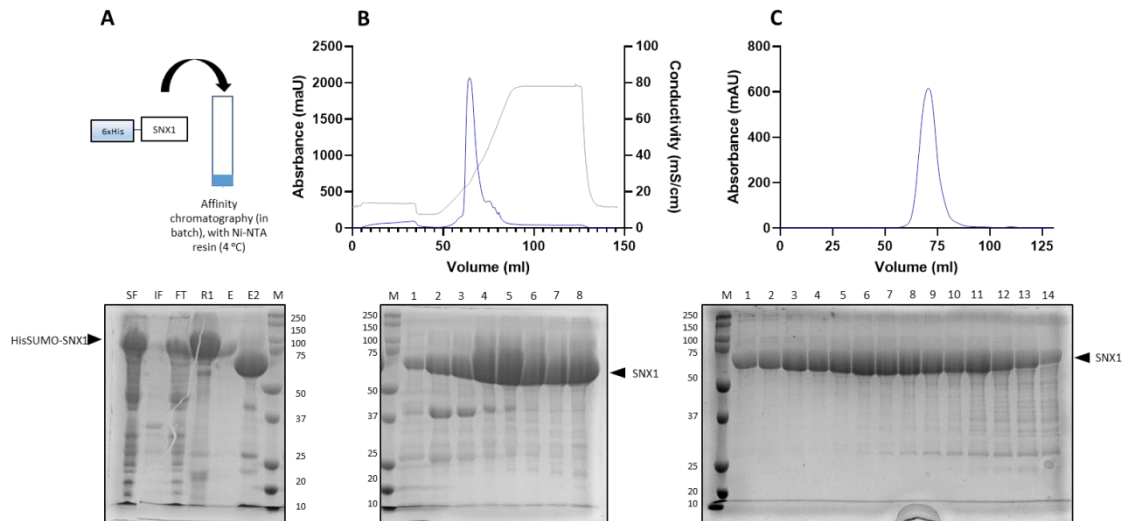 A
6xHis
SNX1
Affinity
chromatography (in
batch), with Ni-NTA
resin (4 °C)
B
2500
2000
1500
1000
500
0
Absrbance (maU)
100
80
60
40
20
0
Conductivity (mS/cm)
0
50
100
150
Volume (ml)
C
800
600
400
200
0
Absorbance (mAU)
0
25
50
75
100
125
Volume (ml)
SF IF FT R1 E E2 M
HisSUMO-SNX1
250
150
100
75
50
37
25
20
10
M 1 2 3 4 5 6 7 8
250
150
100
75
50
37
25
20
10
SNX1
M 1 2 3 4 5 6 7 8 9 10 11 12 13 14
250
150
100
75
50
37
25
20
10
SNX1